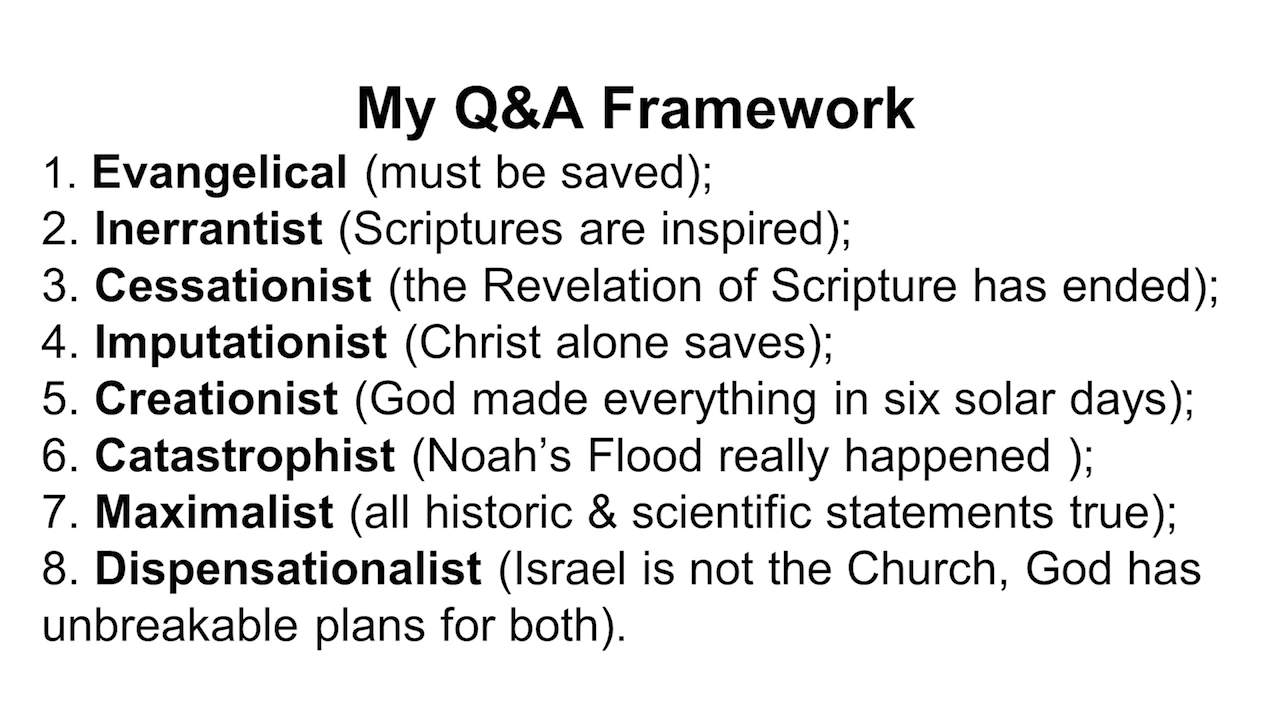 My Q&A Framework
1. Evangelical (must be saved);
2. Inerrantist (Scriptures are inspired);
3. Cessationist (the Revelation of Scripture has ended);
4. Imputationist (Christ alone saves);
5. Creationist (God made everything in six solar days);
6. Catastrophist (Noah’s Flood really happened );
7. Maximalist (all historic & scientific statements true);
8. Dispensationalist (Israel is not the Church, God has
unbreakable plans for both).